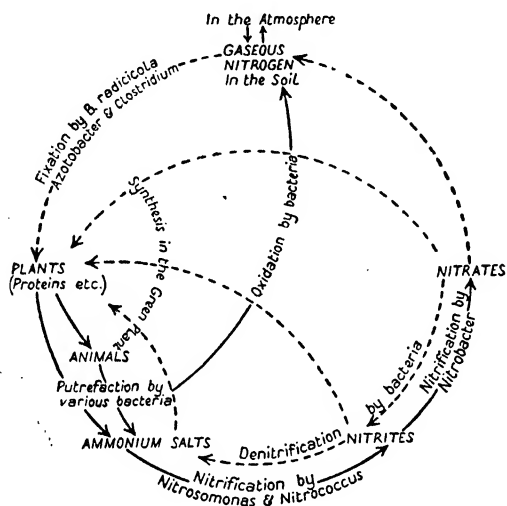 In the Atmosphere
GASEOUS
NITROGEN
In the Soil
Fixation by B. radicicola
Azotobacter & Clostridium
Synthesis in the Green Plant
Oxidation by bacteria
PLANTS
(Proteins etc.)
NITRATES
ANIMALS
Nitrification by
Nitrobacter
Putrefaction by
various bacteria
AMMONIUM SALTS
Denitrification
by bacteria
NITRITES
Nitrification by
Nitrosomonas & Nitrococcus